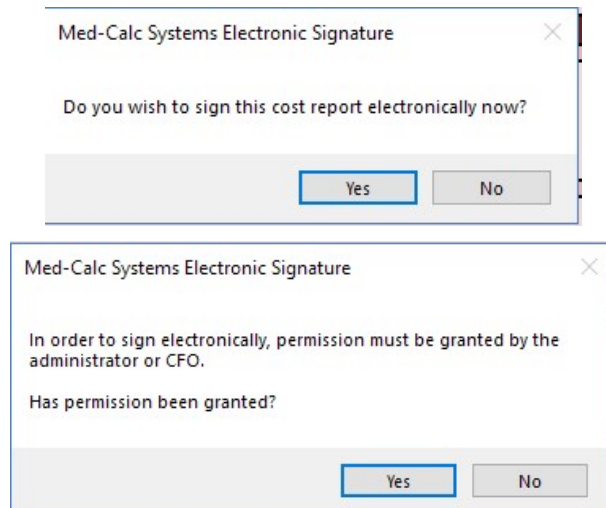 Med-Calc Systems Electronic Signature
Do you wish to sign this cost report electronically now?
Yes No
Med-Calc Systems Electronic Signature
In order to sign electronically, permission must be granted by the
administrator or CFO.
Has permission been granted?
Yes No